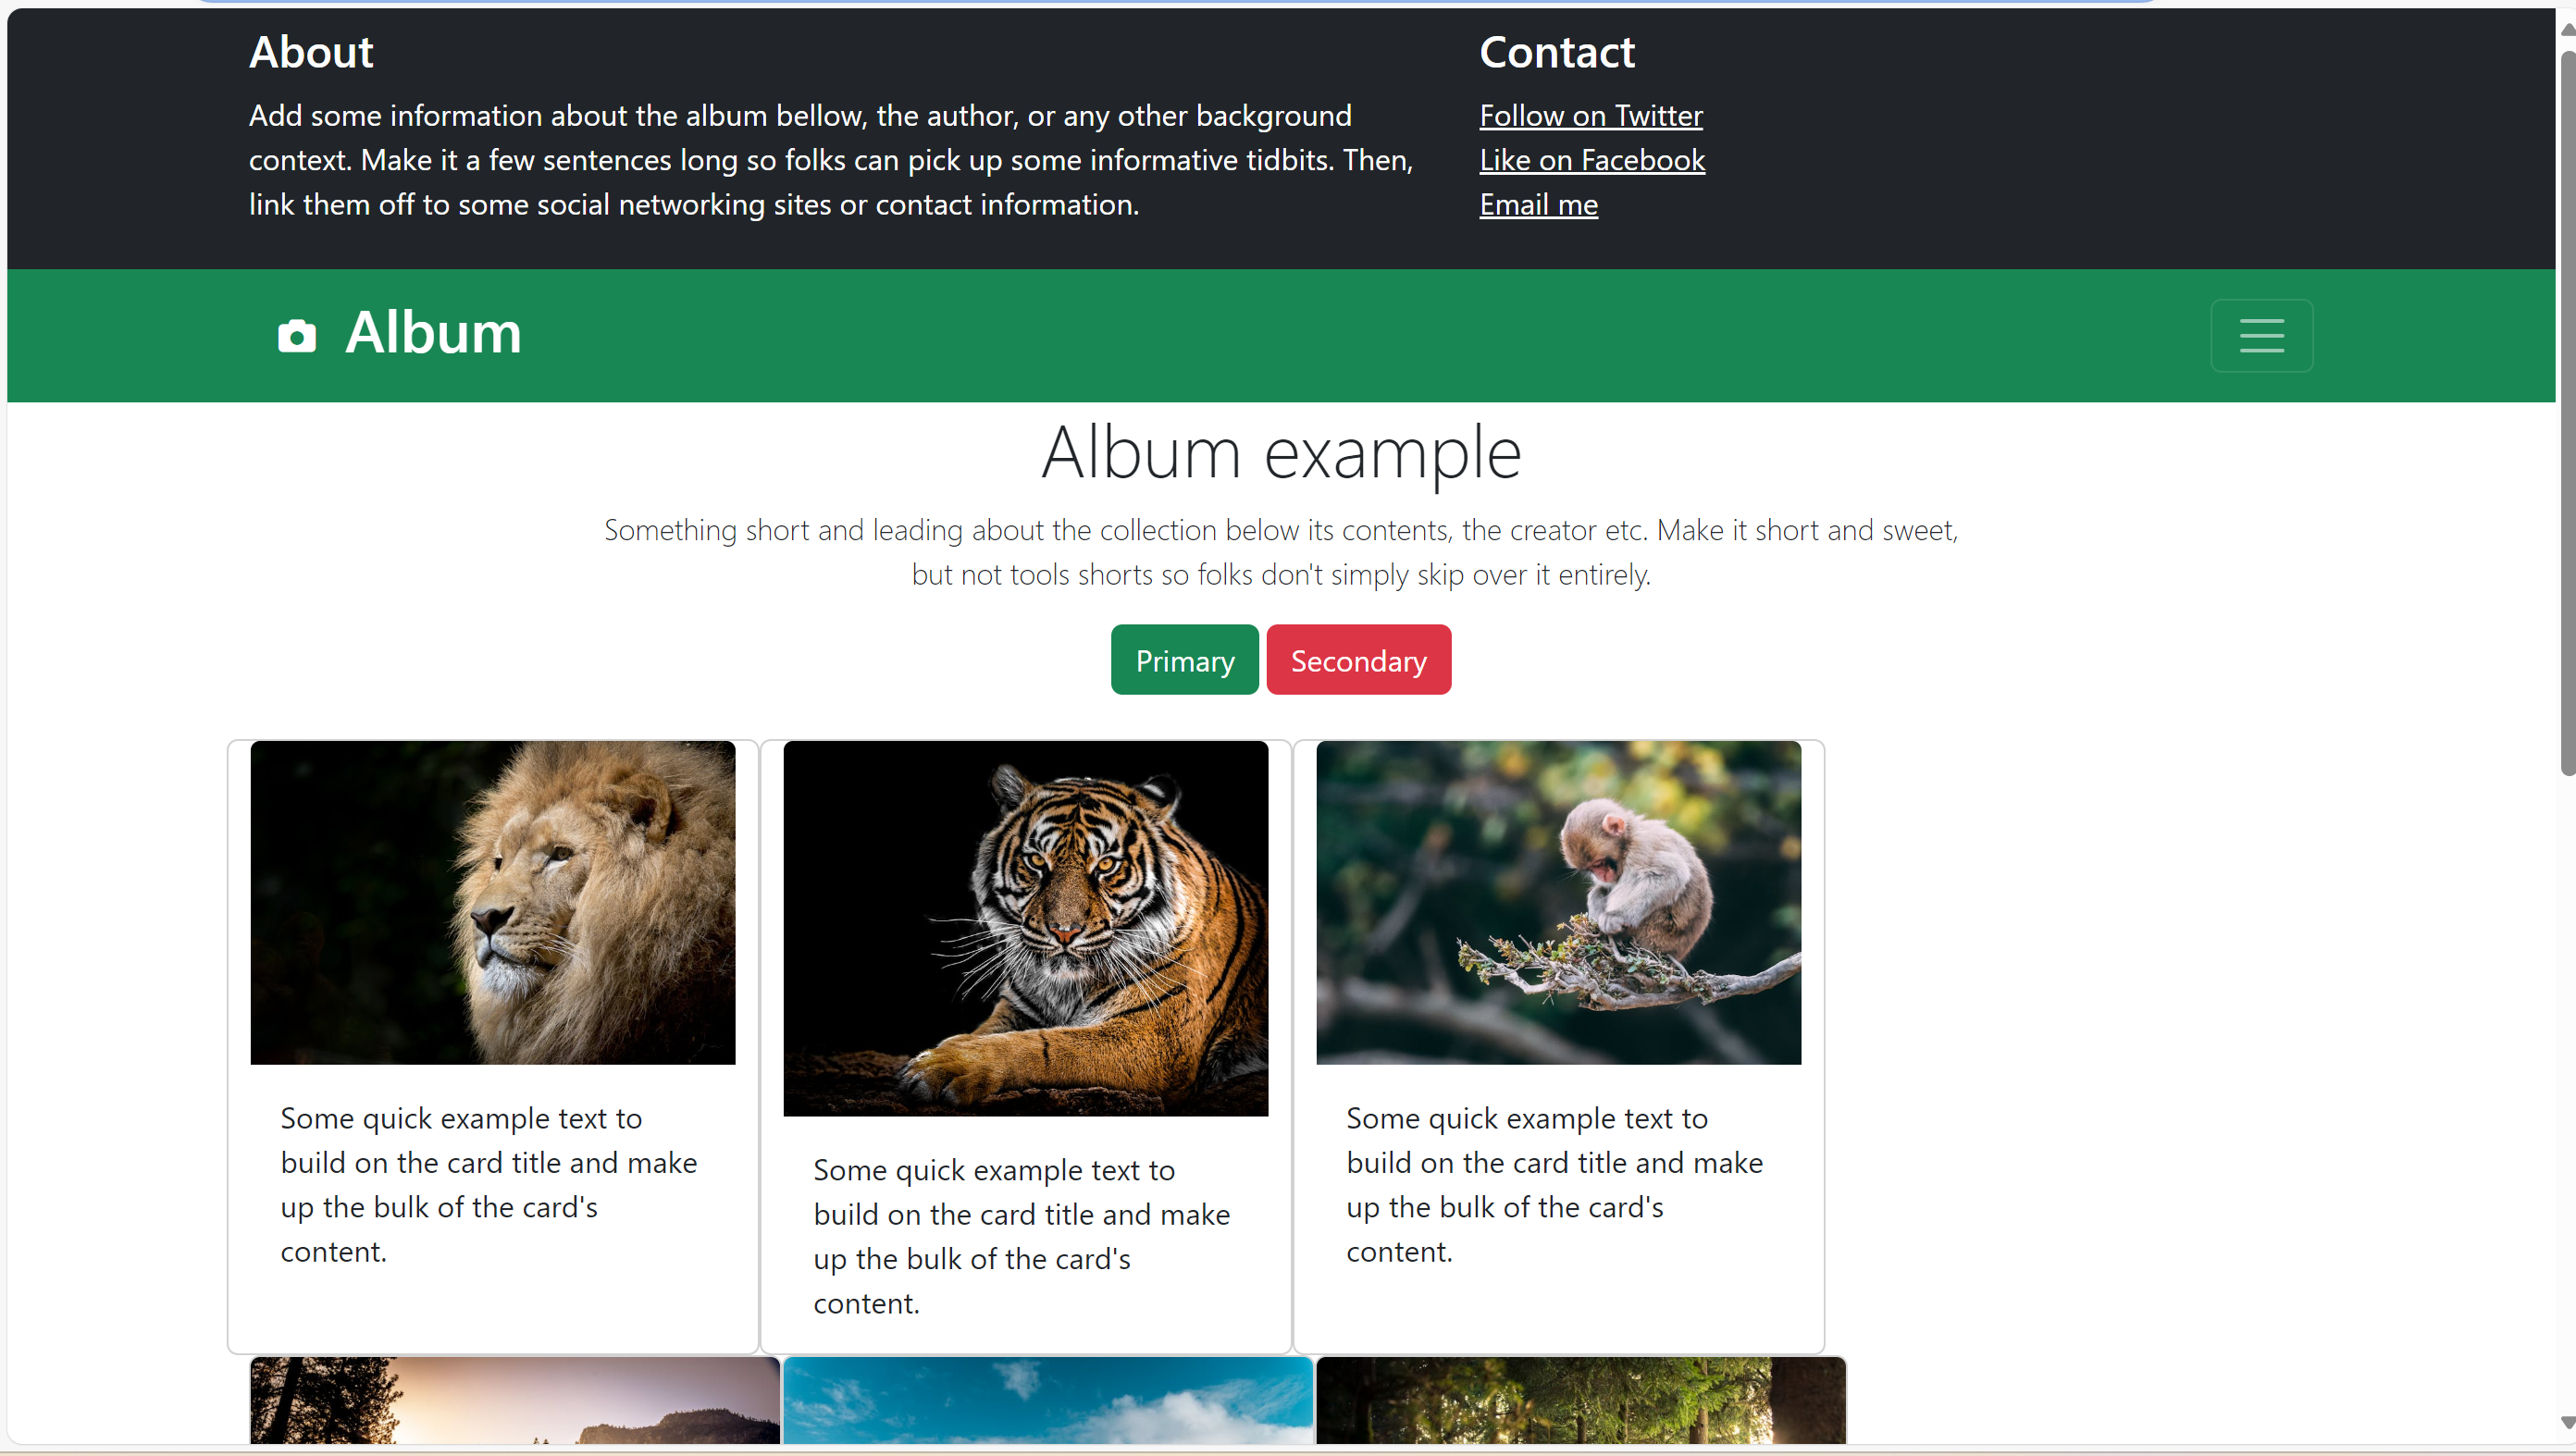 About
Add some information about the album bellow, the author, or any other background
context. Make it a few sentences long so folks can pick up some informative tidbits. Then,
link them off to some social networking sites or contact information.
Contact
Follow on Twitter
Like on Facebook
Email me
Album
Album example
Something short and leading about the collection below its contents, the creator etc. Make it short and sweet,
but not tools shorts so folks don't simply skip over it entirely.
Primary
Secondary
Some quick example text to
build on the card title and make
up the bulk of the card's
content.
Some quick example text to
build on the card title and make
up the bulk of the card's
content.
Some quick example text to
build on the card title and make
up the bulk of the card's
content.